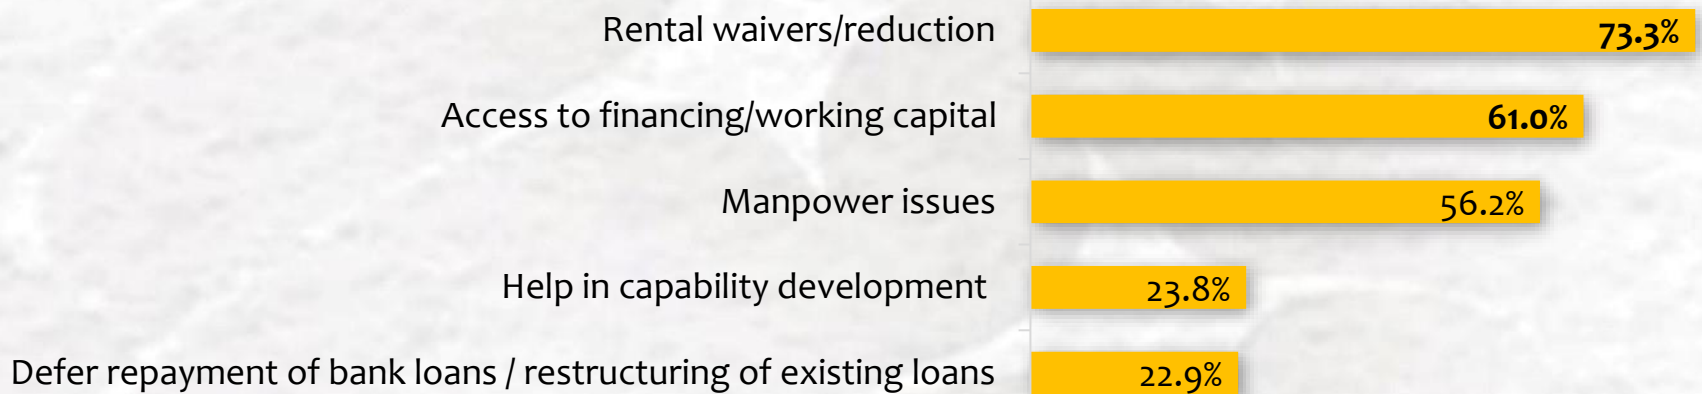 Rental waivers/reduction 73.3%
Access to financing/working capital 61.0%
Manpower issues 56.2%
Help in capability development 23.8%
Defer repayment of bank loans / restructuring of existing loans 22.9%